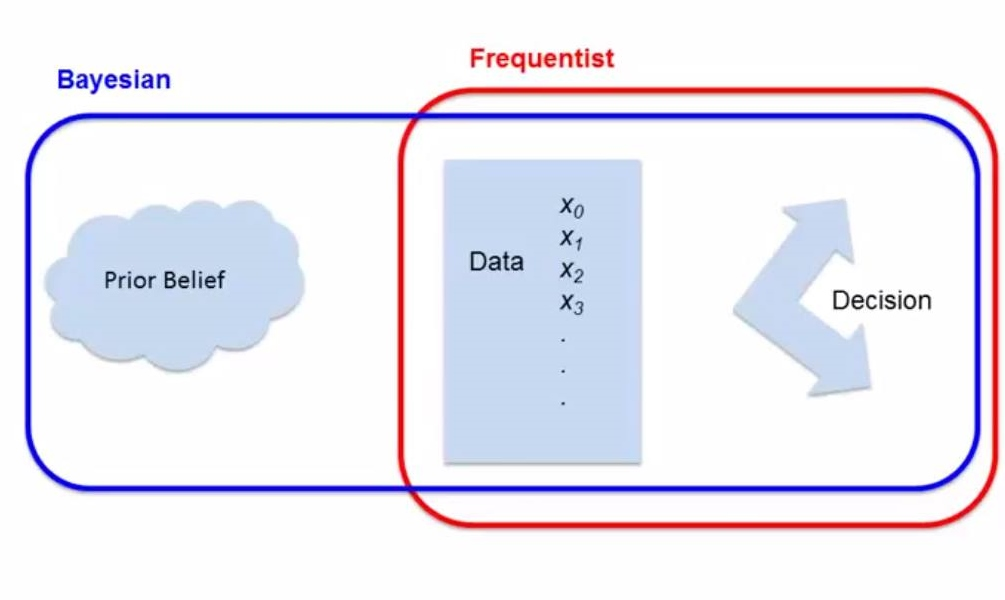 Frequentist
Bayesian
x0
x1
Data
x2
Prior Belief
x3
Decision
.
.
.